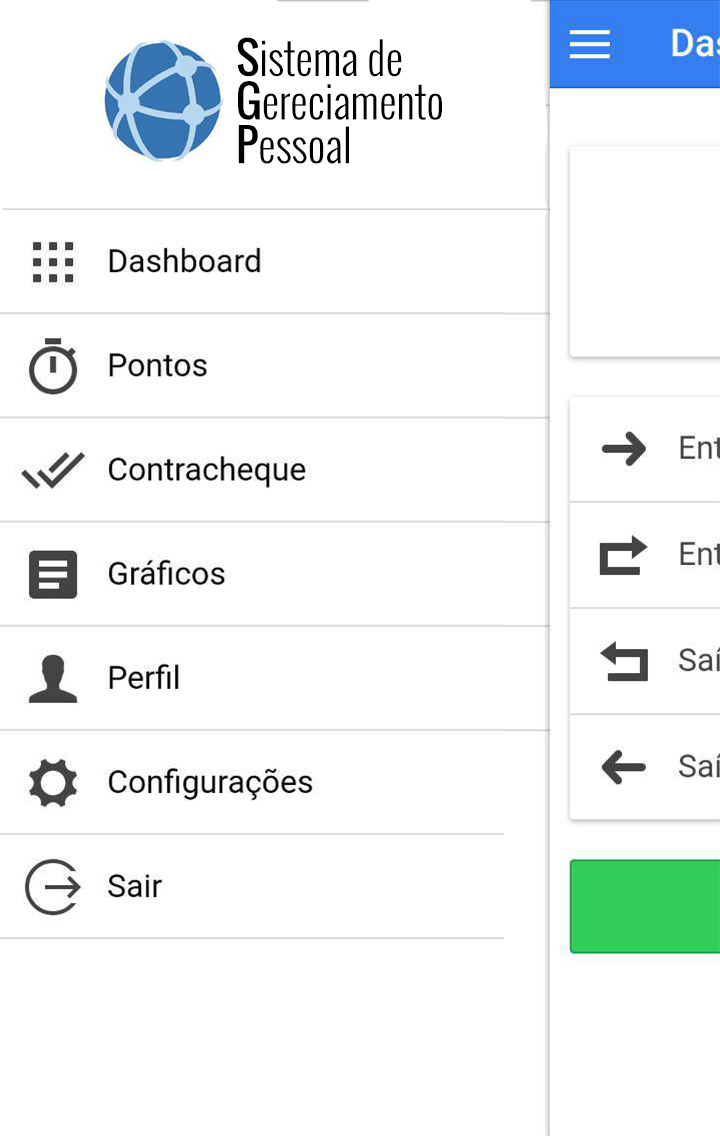 Sistema de
Gereciamento
Pessoal
Dashboard
Pontos
Contracheque
Gráficos
Perfil
Configurações
Sair
Das
Ent
Ent
Saí
Saí